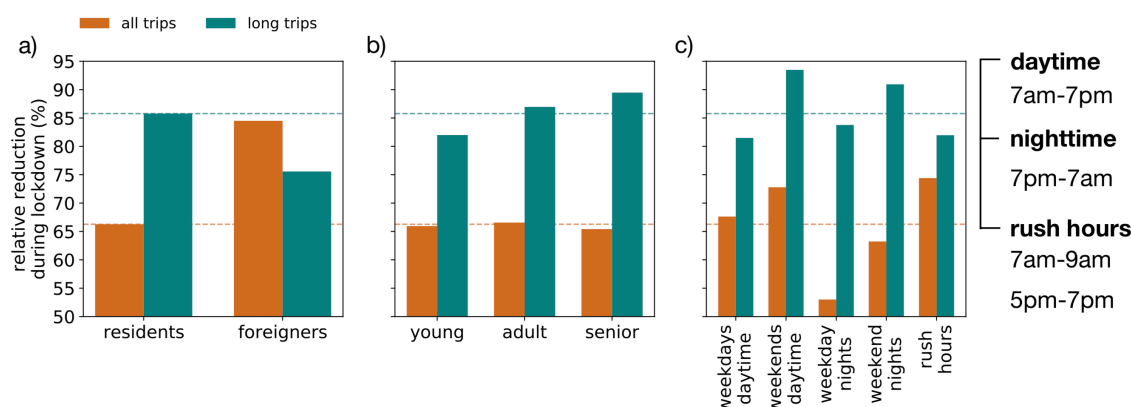 all trips
long trips
a)
b)
c)
relative reduction
during lockdown (%)
95
90
85
80
75
70
65
60
55
50
residents
foreigners
young
adult
senior
weekdays
daytime
weekends
daytime
weekday
nights
weekend
nights
rush
hours
daytime
7am-7pm
nighttime
7pm-7am
rush hours
7am-9am
5pm-7pm